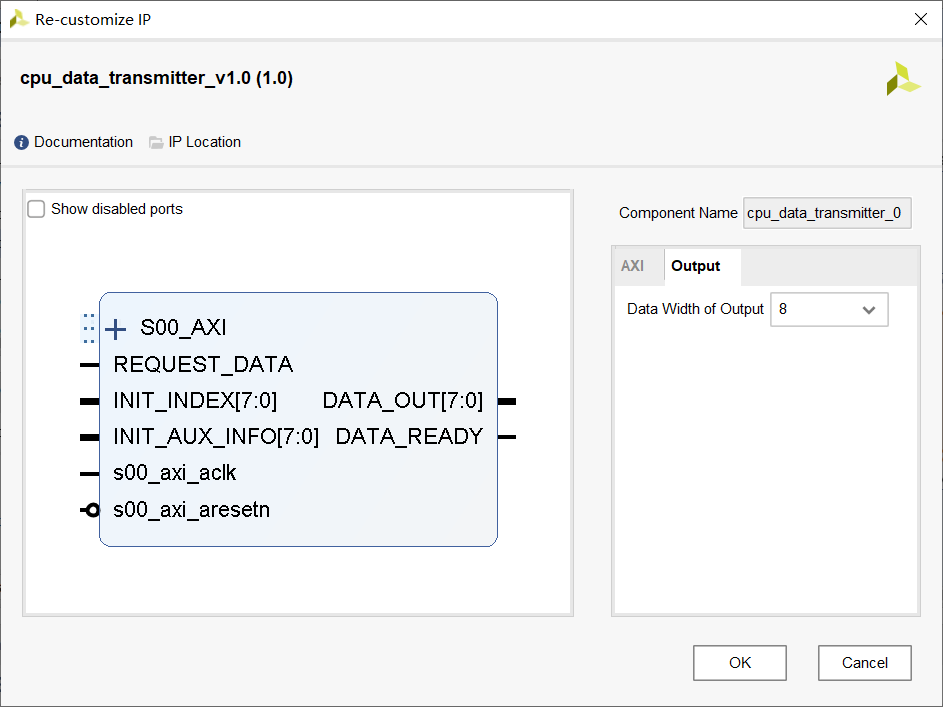 Re-customize IP
cpu_data_transmitter_v1.0 (1.0)
Documentation IP Location
Show disabled ports
S00_AXI
REQUEST_DATA
INIT_INDEX[7:0] DATA_OUT[7:0]
INIT_AUX_INFO[7:0] DATA_READY
s00_axi_aclk
s00_axi_aresetn
Component Name cpu_data_transmitter_0
AXI Output
Data Width of Output 8
OK Cancel